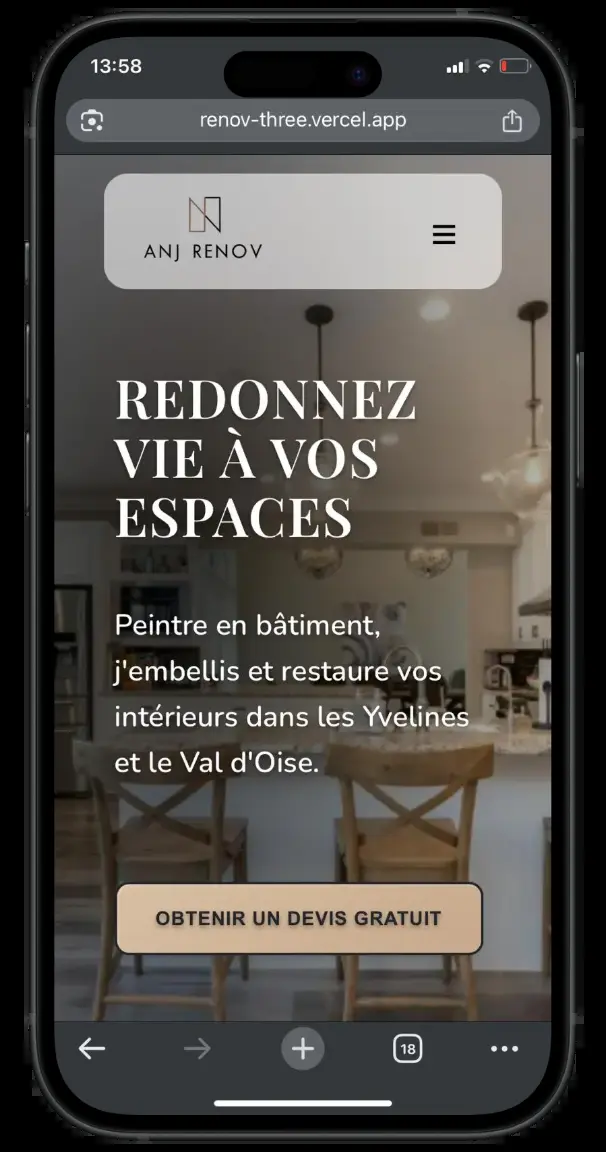 13:58
renov-three.vercel.app
ANJ RENOV
REDONNEZ
VIE À VOS
ESPACES
Peintre en bâtiment,
j'embellis et restaure vos
intérieurs dans les Yvelines
et le Val d'Oise.
OBTENIR UN DEVIS GRATUIT
18